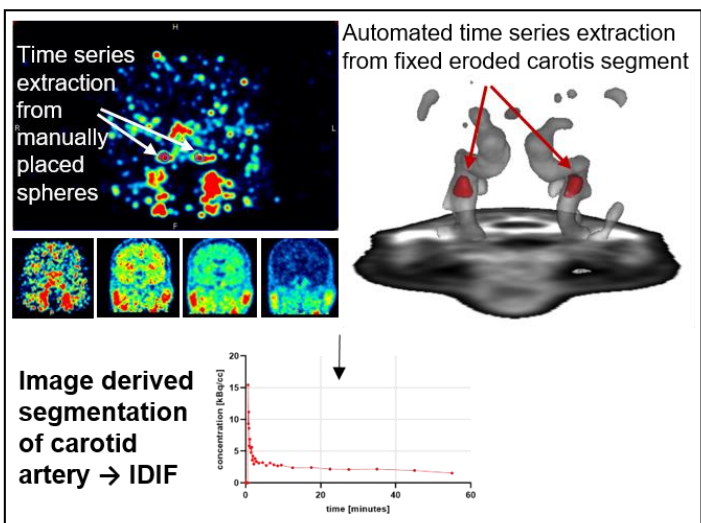 H
Time series
extraction
from
manually
placed
spheres
R
L
F
Automated time series extraction
from fixed eroded carotis segment
Image derived
segmentation
of carotid
artery → IDIF
concentration [kBq/cc]
20
15
10
5
0
0
20
40
60
time [minutes]